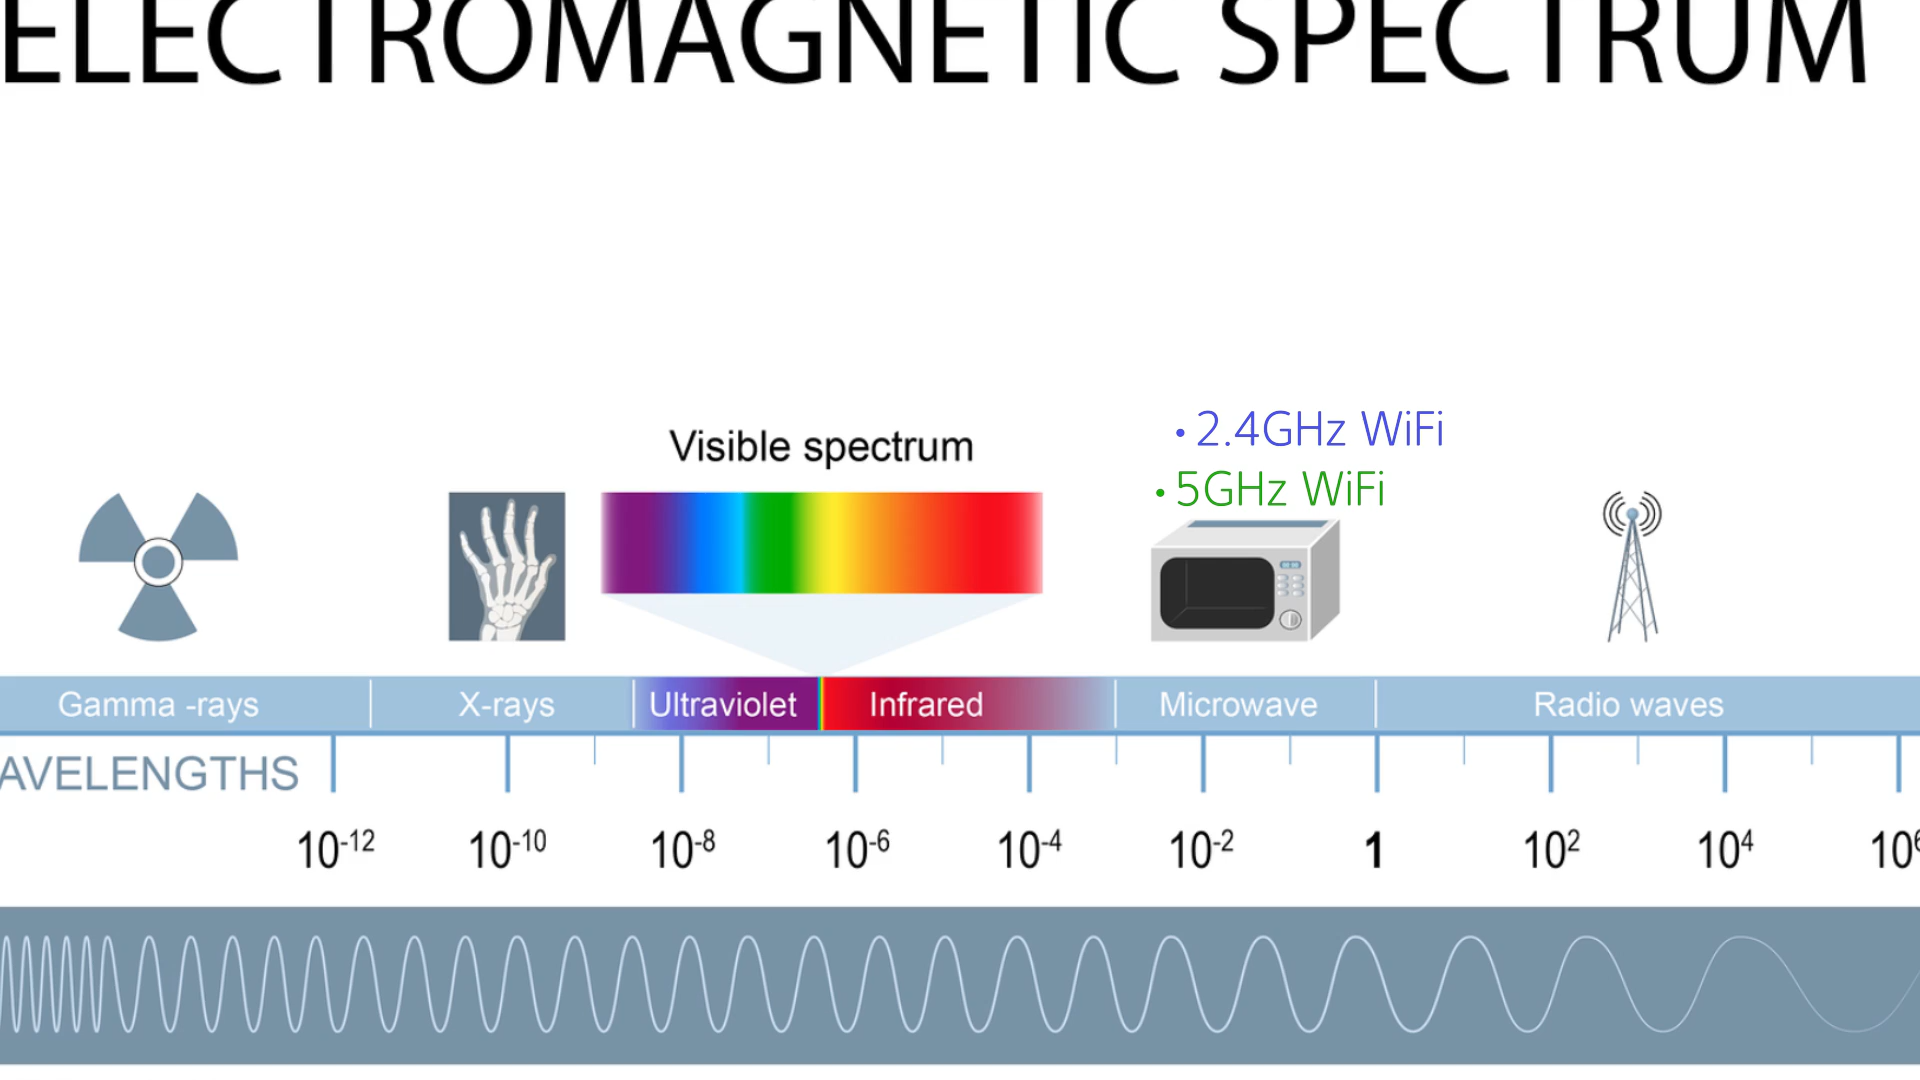 ELECTROMAGNETIC SPECTRUM
• 2.4GHz WiFi
Visible spectrum
• 5GHz WiFi
Gamma -rays X-rays Ultraviolet Infrared Microwave Radio waves
AVELENGTHS
10⁻¹² 10⁻¹⁰ 10⁻⁸ 10⁻⁶ 10⁻⁴ 10⁻² 1 10² 10⁴ 10⁶